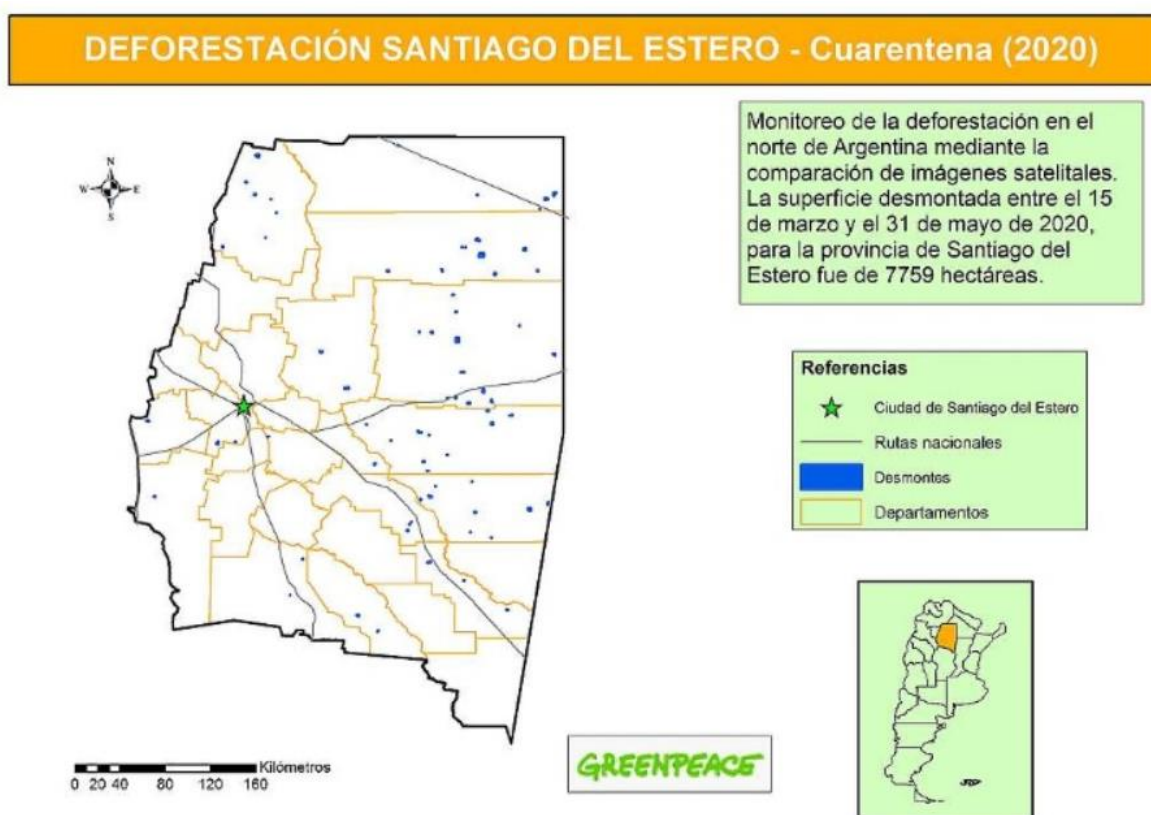 DEFORESTACIÓN SANTIAGO DEL ESTERO - Cuarentena (2020)
Monitoreo de la deforestación en el
norte de Argentina mediante la
comparación de imágenes satelitales.
La superficie desmontada entre el 15
de marzo y el 31 de mayo de 2020,
para la provincia de Santiago del
Estero fue de 7759 hectáreas.
N
W E
S
Referencias
Ciudad de Santiago del Estero
Rutas nacionales
Desmontes
Departamentos
Kilómetros
0 20 40 80 120 160
GREENPEACE